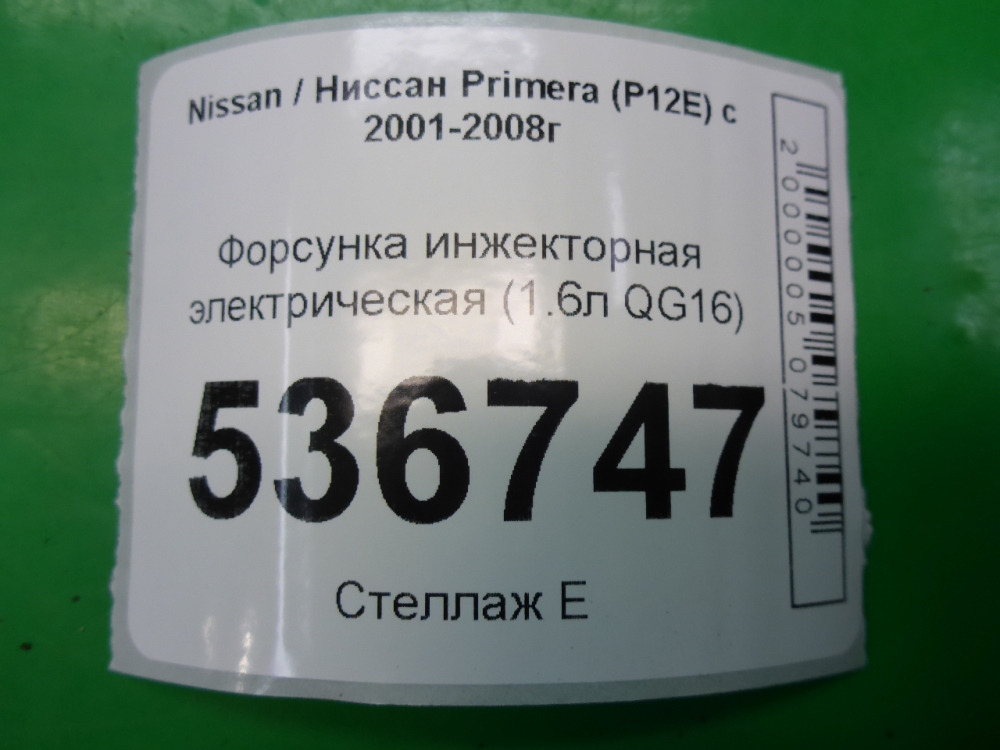 Nissan / Ниссан Primera (P12E) с
2001-2008г
Форсунка инжекторная
электрическая (1.6л QG16)
536747
Стеллаж Е
2000005079740